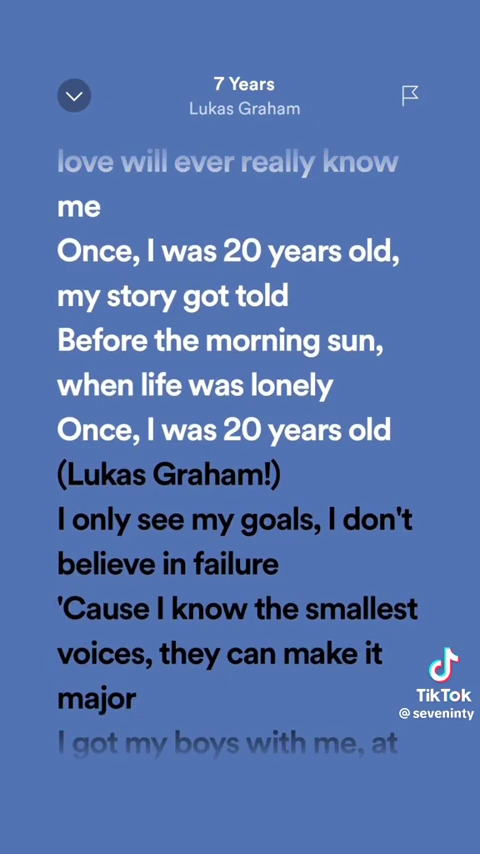 7 Years
Lukas Graham
love will ever really know
me
Once, I was 20 years old,
my story got told
Before the morning sun,
when life was lonely
Once, I was 20 years old
(Lukas Graham!)
I only see my goals, I don't
believe in failure
'Cause I know the smallest
voices, they can make it
major
I got my boys with me, at
TikTok
@ seveninty